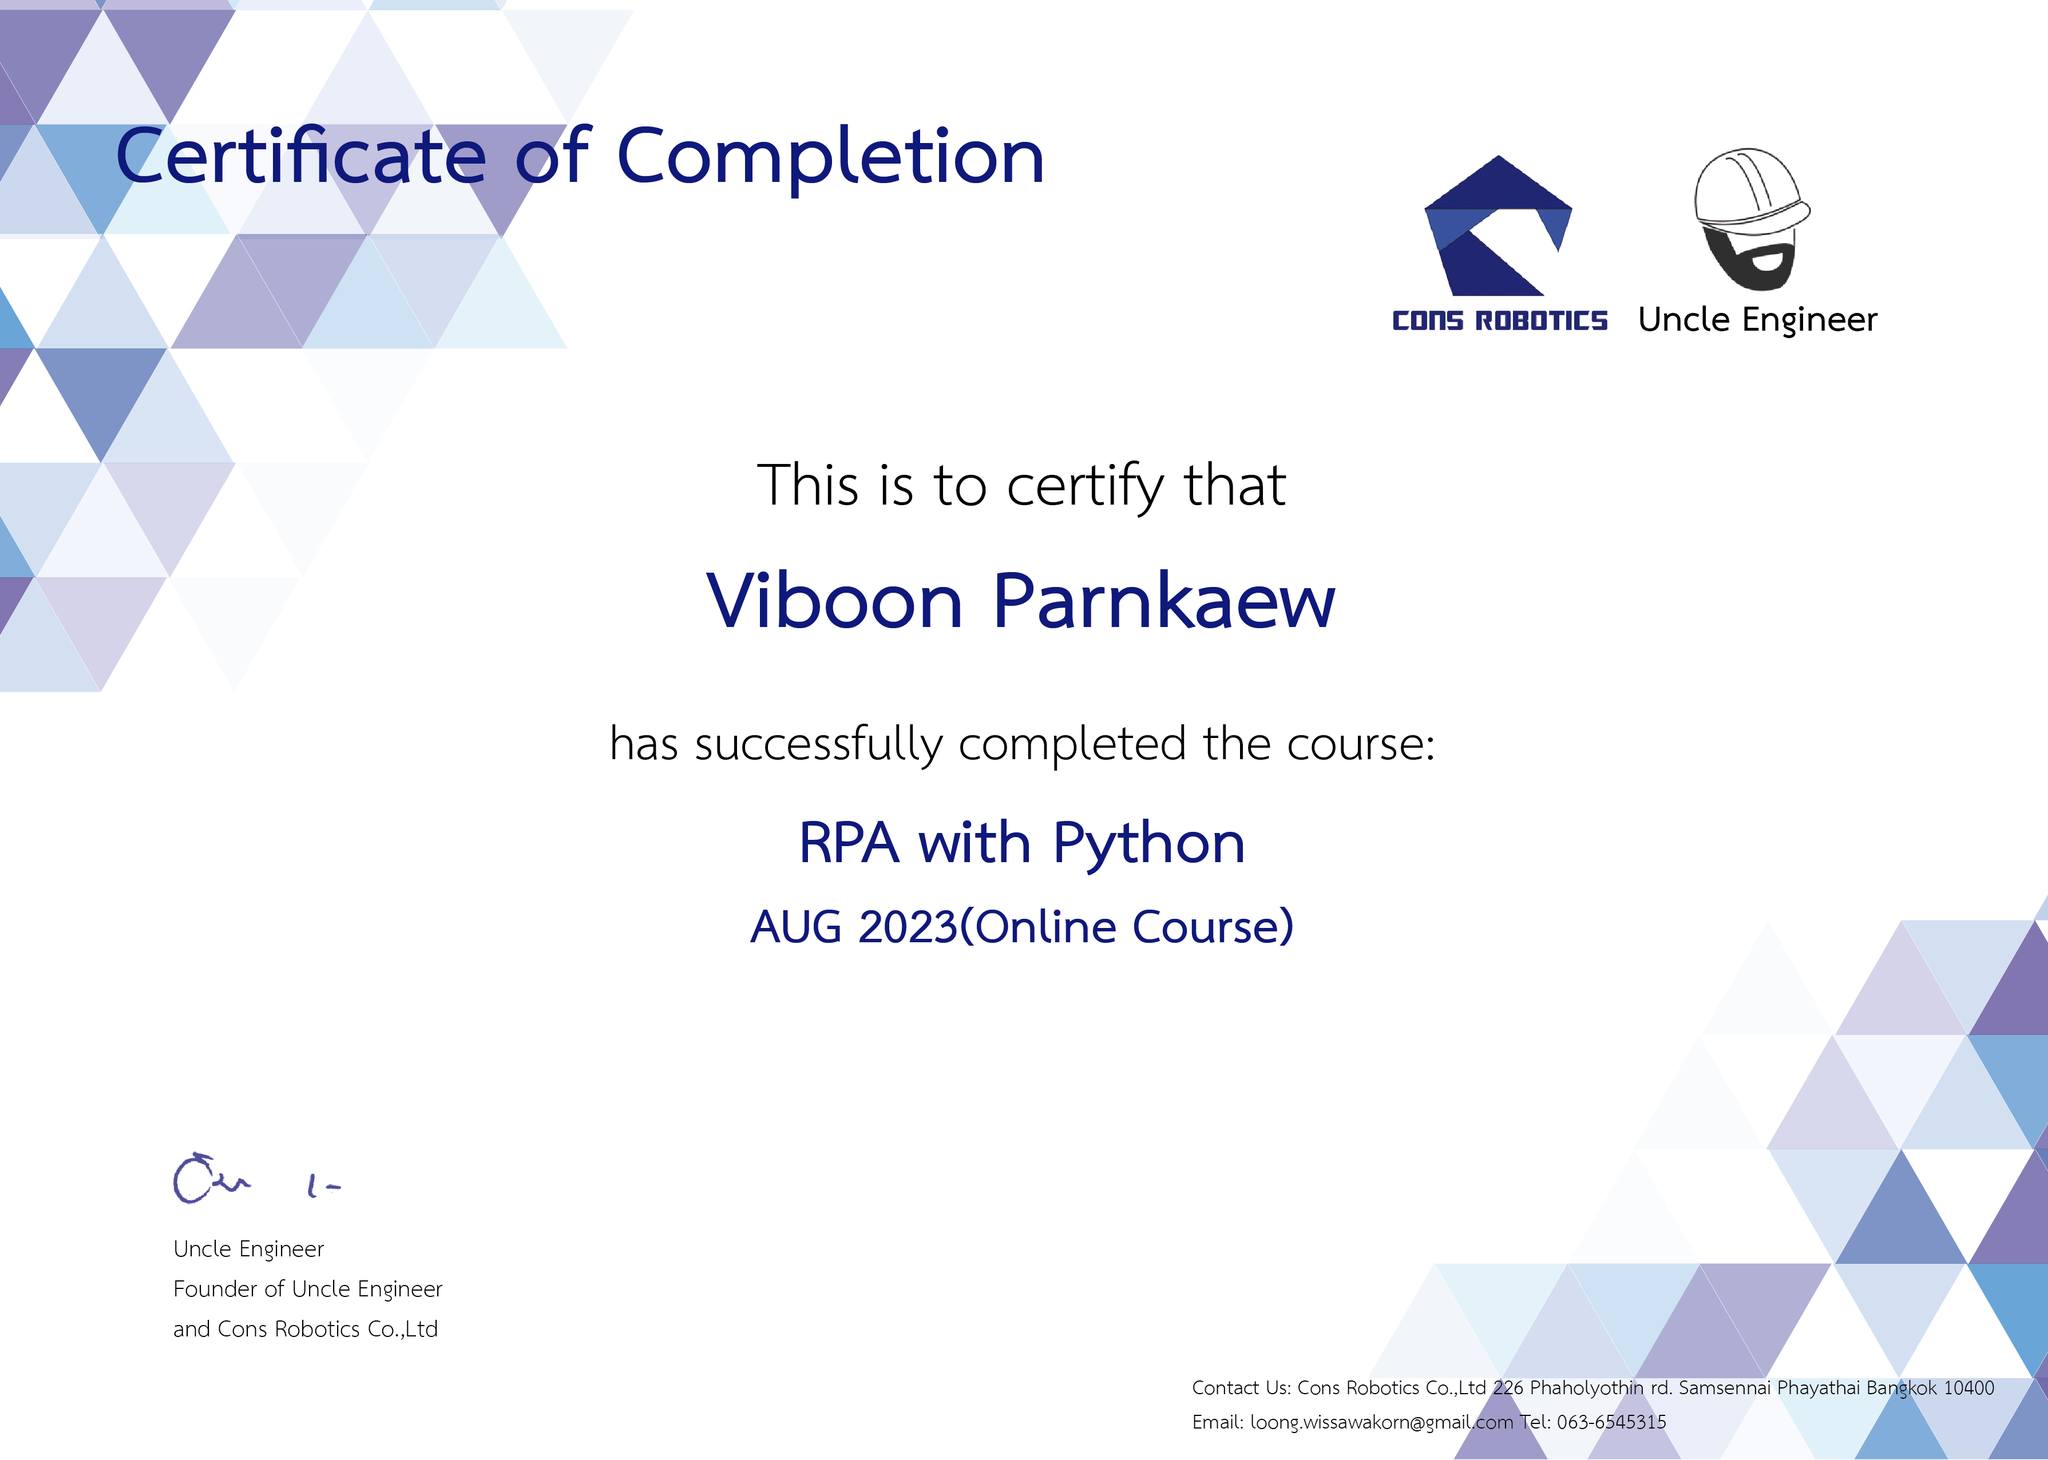 Certificate of Completion
CONS ROBOTICS
Uncle Engineer
This is to certify that
Viboon Parnkaew
has successfully completed the course:
RPA with Python
AUG 2023(Online Course)
Uncle Engineer
Founder of Uncle Engineer
and Cons Robotics Co.,Ltd
Contact Us: Cons Robotics Co.,Ltd 226 Phaholyothin rd. Samsennai Phayathai Bangkok 10400
Email: loong.wissawakorn@gmail.com Tel: 063-6545315